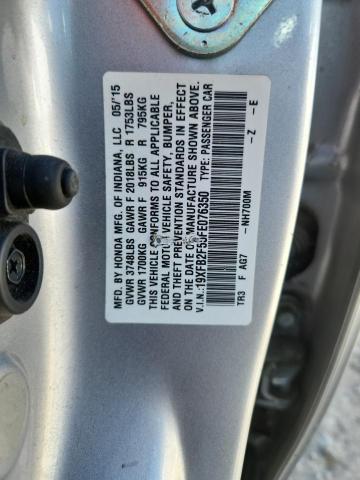 MFD. BY HONDA MFG. OF INDIANA, LLC 05/'15
GVWR 3748LBS GAWR F 2018LBS R 1753LBS
GVWR 1700KG GAWR F 915KG R 795KG
THIS VEHICLE CONFORMS TO ALL APPLICABLE
FEDERAL MOTOR VEHICLE SAFETY, BUMPER,
AND THEFT PREVENTION STANDARDS IN EFFECT
ON THE DATE OF MANUFACTURE SHOWN ABOVE.
V.I.N.:19XFB2F55FE076350 TYPE: PASSENGER CAR
TR3 F AG7 –NH700M –Z –E